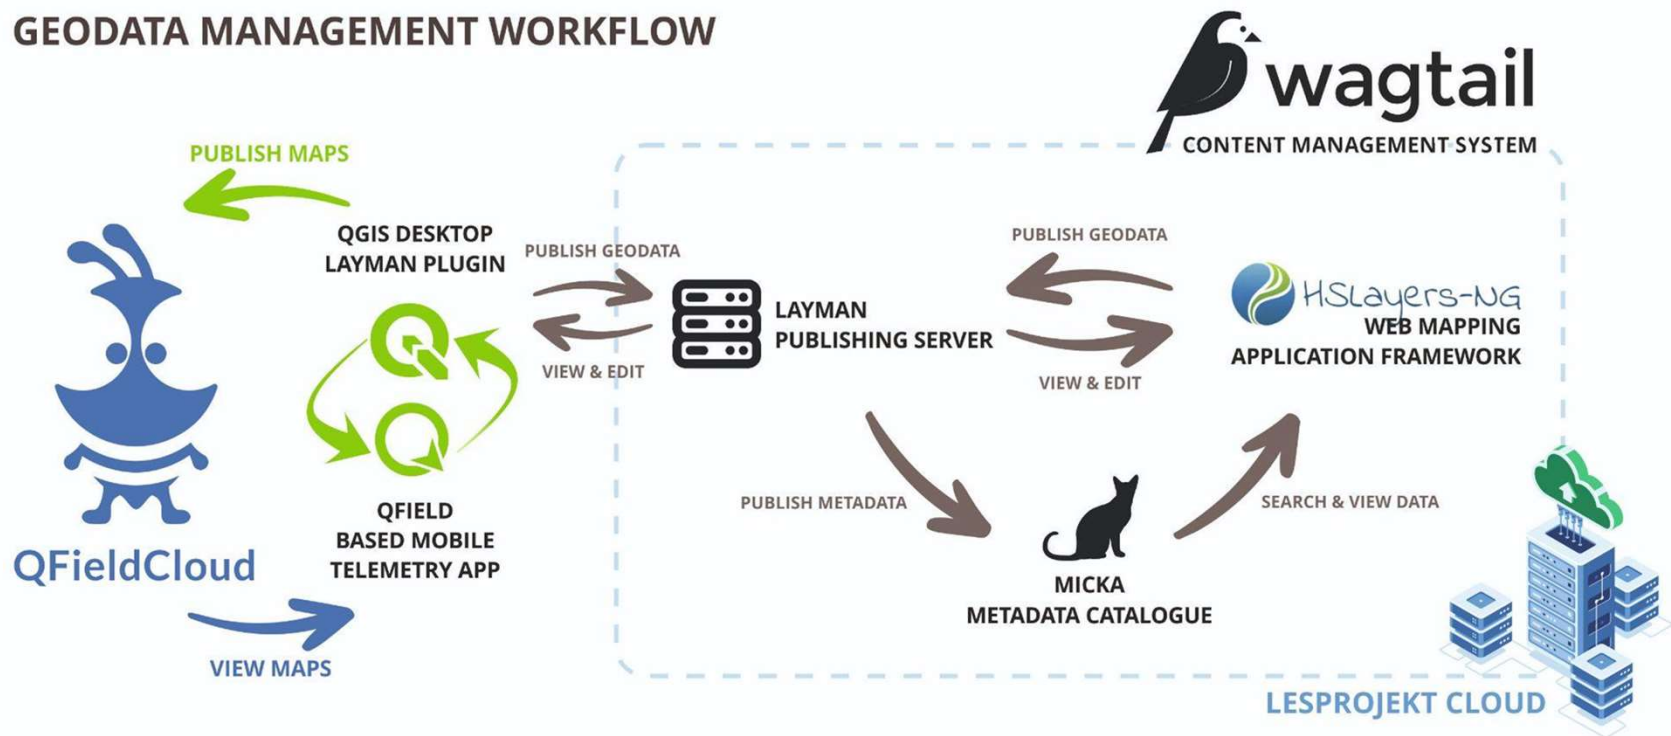 GEODATA MANAGEMENT WORKFLOW
wagtail
CONTENT MANAGEMENT SYSTEM
PUBLISH MAPS
QGIS DESKTOP
LAYMAN PLUGIN
PUBLISH GEODATA
VIEW & EDIT
LAYMAN
PUBLISHING SERVER
PUBLISH GEODATA
VIEW & EDIT
HSLayers-NG
WEB MAPPING
APPLICATION FRAMEWORK
QFieldCloud
VIEW MAPS
QFIELD
BASED MOBILE
TELEMETRY APP
PUBLISH METADATA
MICKA
METADATA CATALOGUE
SEARCH & VIEW DATA
LESPROJEKT CLOUD